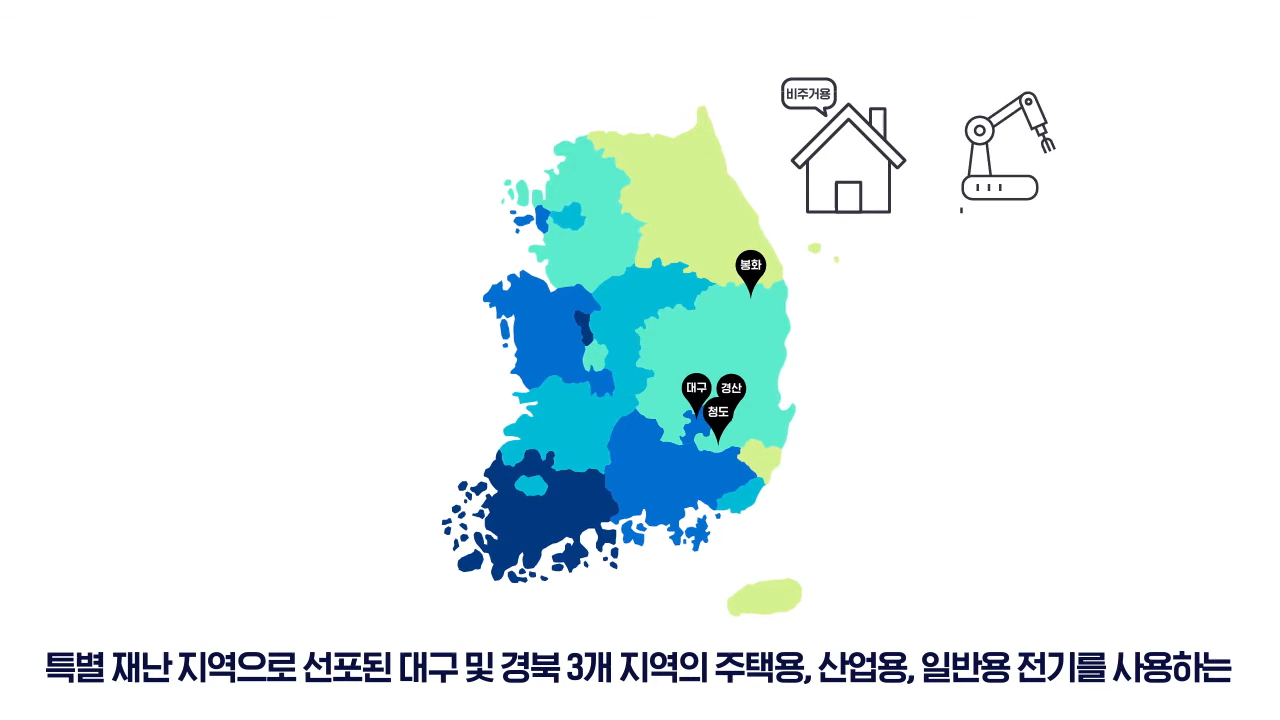 비주거용
봉화
대구
경산
청도
특별 재난 지역으로 선포된 대구 및 경북 3개 지역의 주택용, 산업용, 일반용 전기를 사용하는